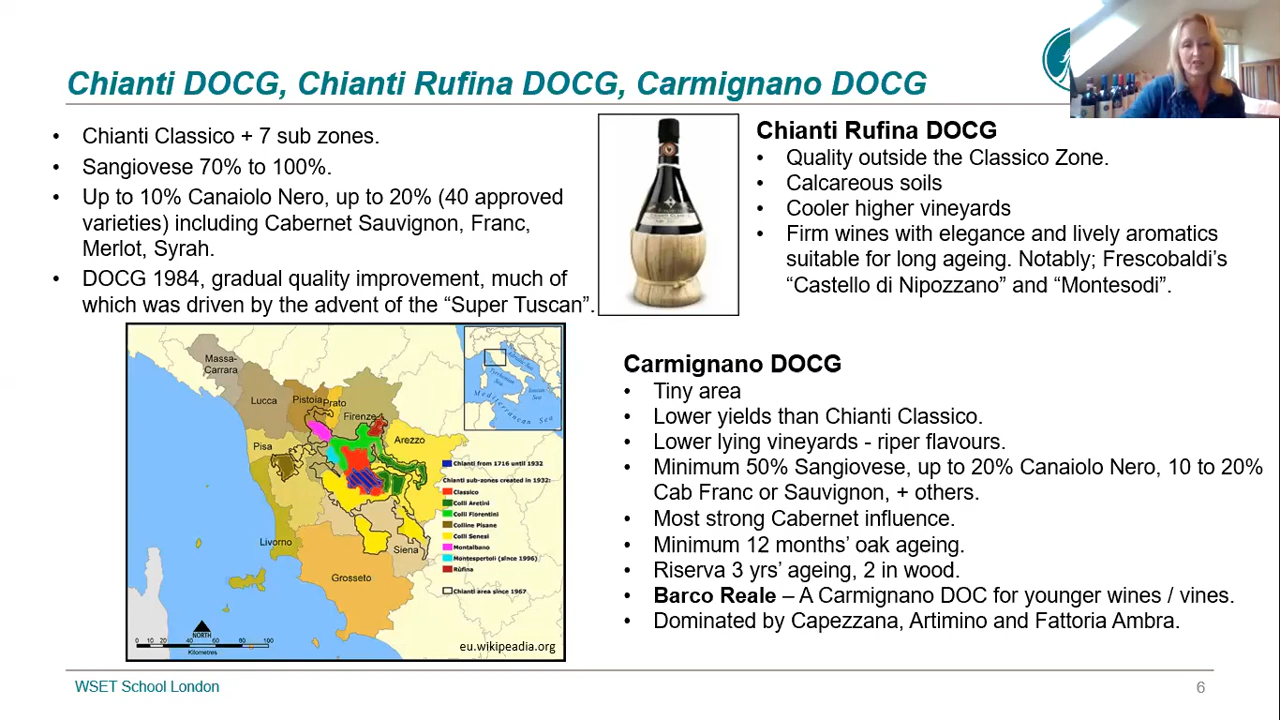 Chianti DOCG, Chianti Rufina DOCG, Carmignano DOCG
• Chianti Classico + 7 sub zones.
• Sangiovese 70% to 100%.
• Up to 10% Canaiolo Nero, up to 20% (40 approved
varieties) including Cabernet Sauvignon, Franc,
Merlot, Syrah.
• DOCG 1984, gradual quality improvement, much of
which was driven by the advent of the “Super Tuscan”.
Chianti Rufina DOCG
• Quality outside the Classico Zone.
• Calcareous soils
• Cooler higher vineyards
• Firm wines with elegance and lively aromatics
suitable for long ageing. Notably; Frescobaldi’s
“Castello di Nipozzano” and “Montesodi”.
Carmignano DOCG
• Tiny area
• Lower yields than Chianti Classico.
• Lower lying vineyards - riper flavours.
• Minimum 50% Sangiovese, up to 20% Canaiolo Nero, 10 to 20%
Cab Franc or Sauvignon, + others.
• Most strong Cabernet influence.
• Minimum 12 months’ oak ageing.
• Riserva 3 yrs’ ageing, 2 in wood.
• Barco Reale – A Carmignano DOC for younger wines / vines.
• Dominated by Capezzana, Artimino and Fattoria Ambra.
Massa-
Carrara
Lucca
Pistoia
Prato
Firenze
Pisa
Arezzo
Livorno
Siena
Grosseto
Mediterranean Sea
Chianti from 1716 until 1932
Chianti sub-zones created in 1932:
Classico
Colli Aretini
Colli Fiorentini
Colline Pisane
Colli Senesi
Montalbano
Montespertoli (since 1996)
Rùfina
Chianti area since 1967
NORTH
0 10 20 40 60 80 100
Kilometres
eu.wikipeadia.org
WSET School London
6